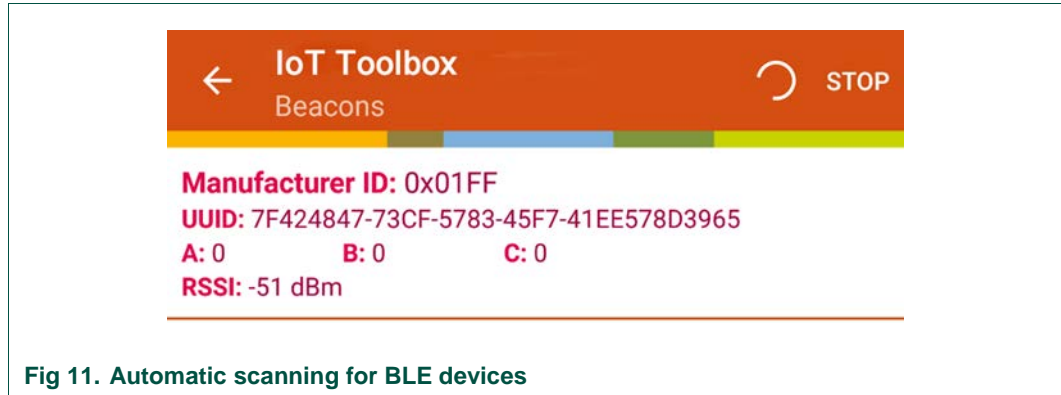 IoT Toolbox
STOP
Beacons
Manufacturer ID: 0x01FF
UUID: 7F424847-73CF-5783-45F7-41EE578D3965
A: 0 B: 0 C: 0
RSSI: -51 dBm
Fig 11. Automatic scanning for BLE devices